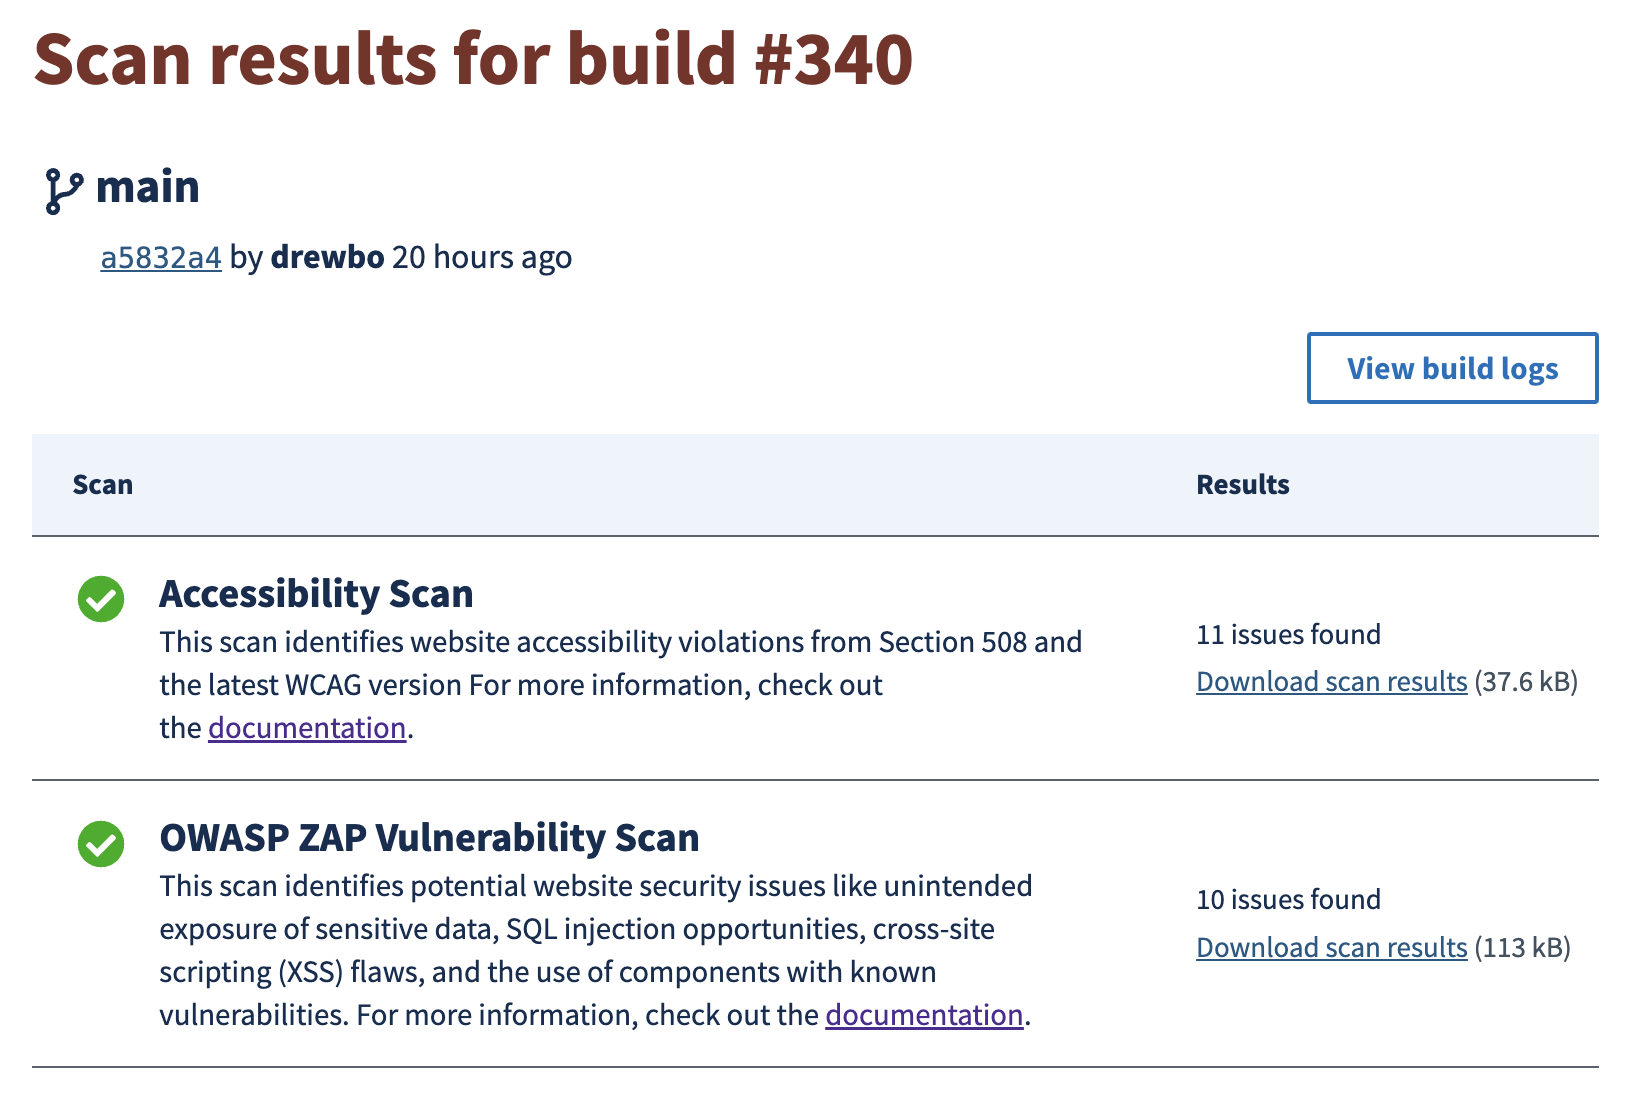 Scan results for build #340
main
a5832a4 by drewbo 20 hours ago
View build logs
Scan
Results
Accessibility Scan
This scan identifies website accessibility violations from Section 508 and
the latest WCAG version For more information, check out
the documentation.
11 issues found
Download scan results (37.6 kB)
OWASP ZAP Vulnerability Scan
This scan identifies potential website security issues like unintended
exposure of sensitive data, SQL injection opportunities, cross-site
scripting (XSS) flaws, and the use of components with known
vulnerabilities. For more information, check out the documentation.
10 issues found
Download scan results (113 kB)